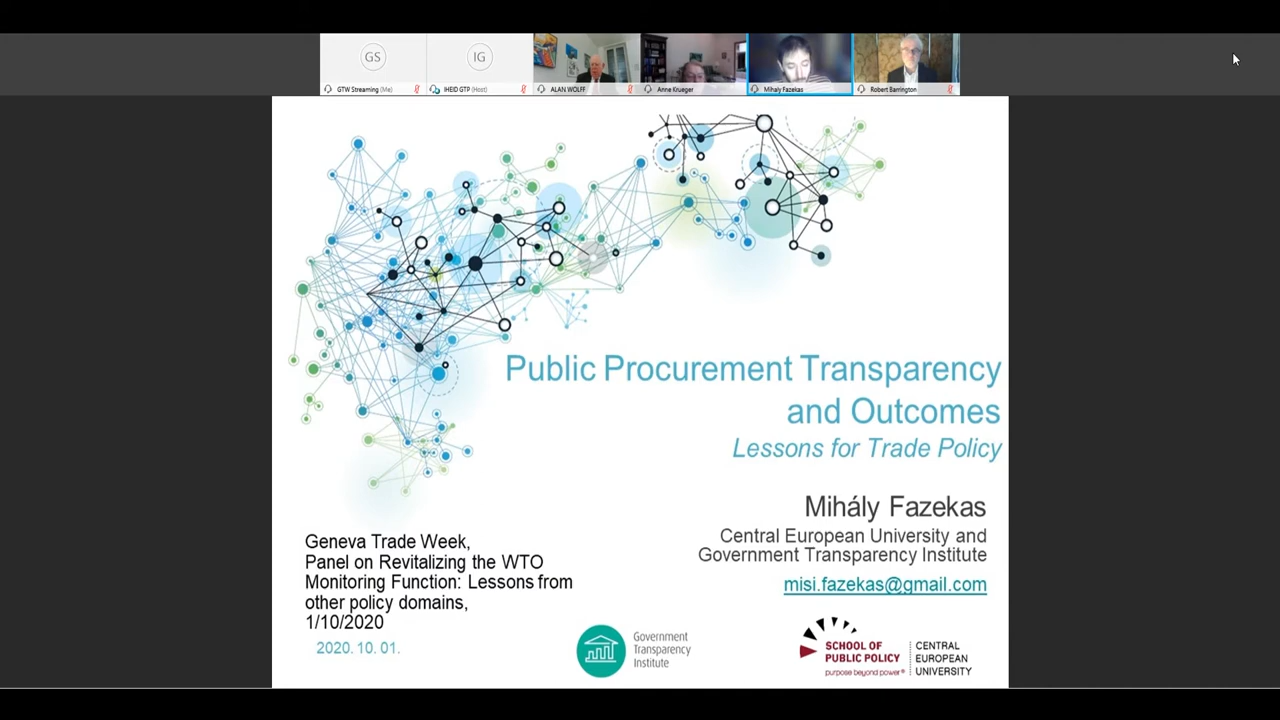 GS
IG
GTW Streaming (Me)
IHEID GTP (Host)
ALAN WOLFF
Anne Krueger
Mihaly Fazekas
Robert Barrington
Public Procurement Transparency
and Outcomes
Lessons for Trade Policy
Mihály Fazekas
Central European University and
Government Transparency Institute
misi.fazekas@gmail.com
Geneva Trade Week,
Panel on Revitalizing the WTO
Monitoring Function: Lessons from
other policy domains,
1/10/2020
2020. 10. 01.
Government
Transparency
Institute
SCHOOL OF
PUBLIC POLICY
purpose beyond power®
CENTRAL
EUROPEAN
UNIVERSITY